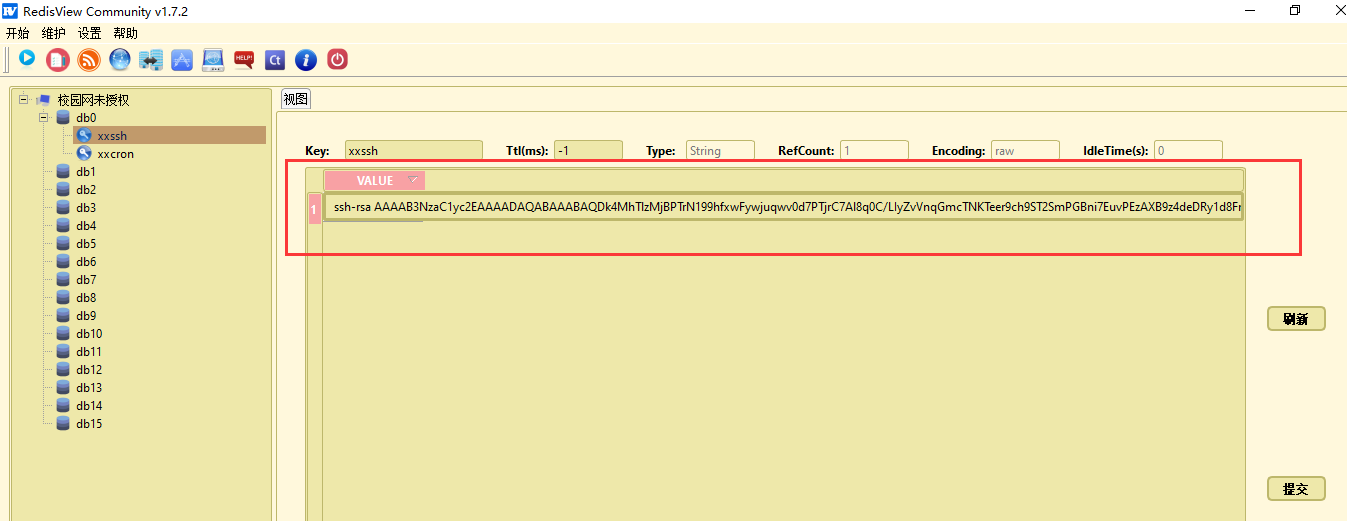 RedisView Community v1.7.2
开始 维护 设置 帮助
HELP! Ct
校园网未授权
db0
xxssh
xxcron
db1
db2
db3
db4
db5
db6
db7
db8
db9
db10
db11
db12
db13
db14
db15
视图
Key: xxssh Ttl(ms): -1 Type: String RefCount: 1 Encoding: raw IdleTime(s): 0
VALUE
1 ssh-rsa AAAAB3NzaC1yc2EAAAADAQABAAABAQDk4MhTlzMjBPTrN199hfxwFywjuqwv0d7PTjrC7Al8q0C/LlyZvVnqGmcTNKTeer9ch9ST2SmPGBni7EuvPEzAXB9z4deDRy1d8Fr
刷新
提交